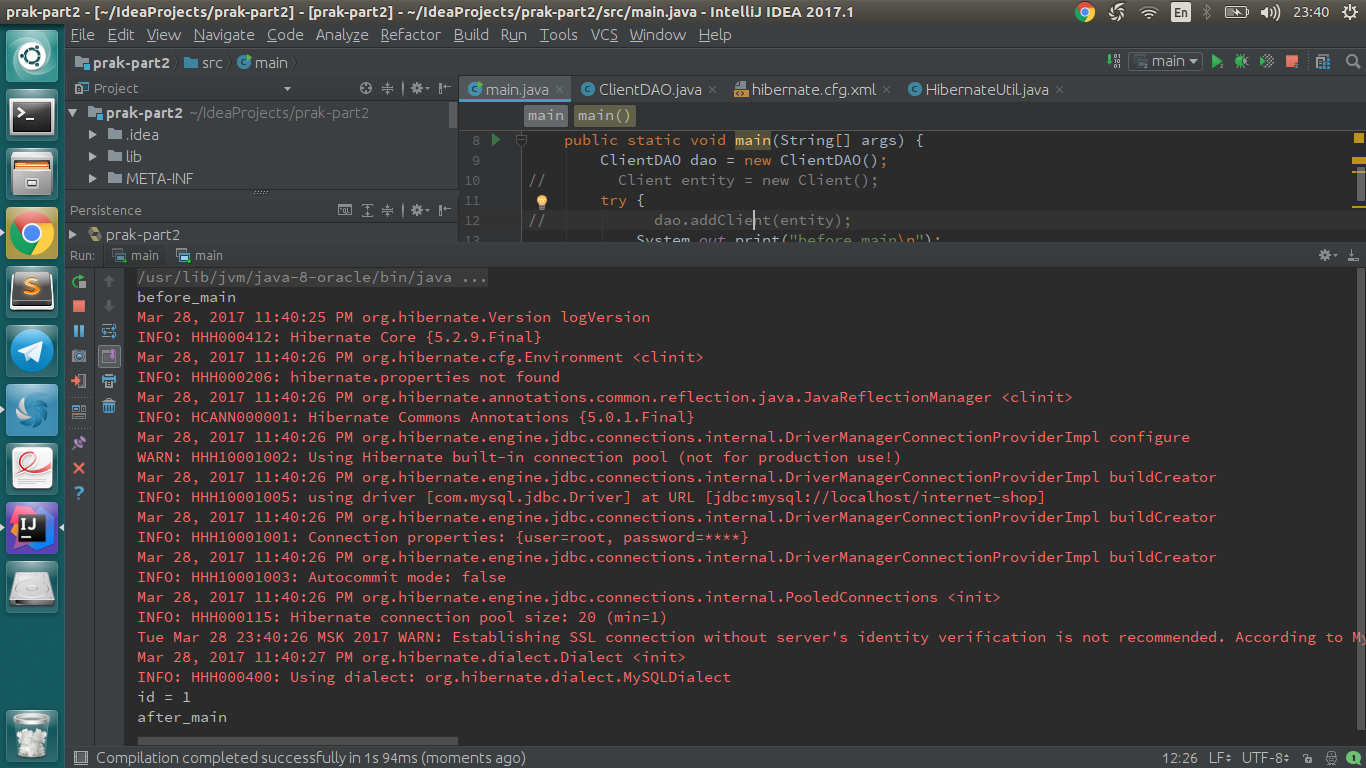 prak-part2 - [~/IdeaProjects/prak-part2] - [prak-part2] - ~/IdeaProjects/prak-part2/src/main.java - IntelliJ IDEA 2017.1
En
23:40
File Edit View Navigate Code Analyze Refactor Build Run Tools VCS Window Help
prak-part2 src main
main
Project
main.java ClientDAO.java hibernate.cfg.xml HibernateUtil.java
prak-part2 ~/IdeaProjects/prak-part2
.idea
lib
META-INF
Persistence
prak-part2
main main()
8 public static void main(String[] args) {
9 ClientDAO dao = new ClientDAO();
10 // Client entity = new Client();
11 try {
12 // dao.addClient(entity);
13 System.out.print("before_main\n");
Run: main main
/usr/lib/jvm/java-8-oracle/bin/java ...
before_main
Mar 28, 2017 11:40:25 PM org.hibernate.Version logVersion
INFO: HHH000412: Hibernate Core {5.2.9.Final}
Mar 28, 2017 11:40:26 PM org.hibernate.cfg.Environment <clinit>
INFO: HHH000206: hibernate.properties not found
Mar 28, 2017 11:40:26 PM org.hibernate.annotations.common.reflection.java.JavaReflectionManager <clinit>
INFO: HCANN000001: Hibernate Commons Annotations {5.0.1.Final}
Mar 28, 2017 11:40:26 PM org.hibernate.engine.jdbc.connections.internal.DriverManagerConnectionProviderImpl configure
WARN: HHH10001002: Using Hibernate built-in connection pool (not for production use!)
Mar 28, 2017 11:40:26 PM org.hibernate.engine.jdbc.connections.internal.DriverManagerConnectionProviderImpl buildCreator
INFO: HHH10001005: using driver [com.mysql.jdbc.Driver] at URL [jdbc:mysql://localhost/internet-shop]
Mar 28, 2017 11:40:26 PM org.hibernate.engine.jdbc.connections.internal.DriverManagerConnectionProviderImpl buildCreator
INFO: HHH10001001: Connection properties: {user=root, password=****}
Mar 28, 2017 11:40:26 PM org.hibernate.engine.jdbc.connections.internal.DriverManagerConnectionProviderImpl buildCreator
INFO: HHH10001003: Autocommit mode: false
Mar 28, 2017 11:40:26 PM org.hibernate.engine.jdbc.connections.internal.PooledConnections <init>
INFO: HHH000115: Hibernate connection pool size: 20 (min=1)
Tue Mar 28 23:40:26 MSK 2017 WARN: Establishing SSL connection without server's identity verification is not recommended. According to My
Mar 28, 2017 11:40:27 PM org.hibernate.dialect.Dialect <init>
INFO: HHH000400: Using dialect: org.hibernate.dialect.MySQLDialect
id = 1
after_main
Compilation completed successfully in 1s 94ms (moments ago)
12:26 LF UTF-8 1